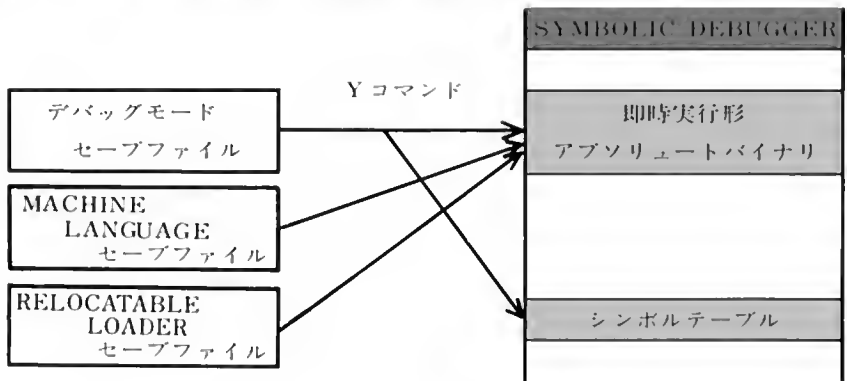 SYMBOLIC DEBUGGER
Yコマンド
デバッグモード
セーブファイル
即時実行形
アブソリュートバイナリ
MACHINE
LANGUAGE
セーブファイル
RELOCATABLE
LOADER
セーブファイル
シンボルテーブル